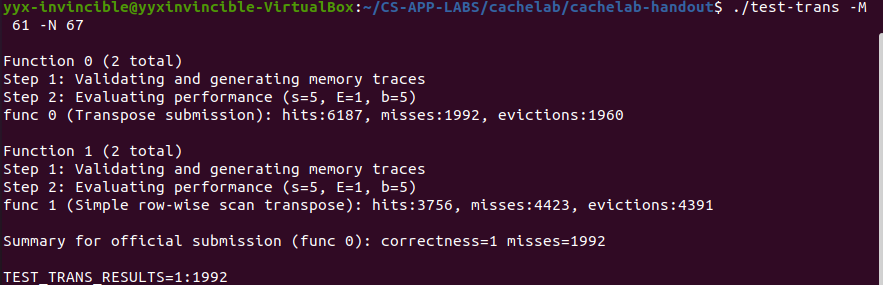 yyx-invincible@yyxinvincible-VirtualBox:~/CS-APP-LABS/cachelab/cachelab-handout$ ./test-trans -M
 61 -N 67
Function 0 (2 total)
Step 1: Validating and generating memory traces
Step 2: Evaluating performance (s=5, E=1, b=5)
func 0 (Transpose submission): hits:6187, misses:1992, evictions:1960
Function 1 (2 total)
Step 1: Validating and generating memory traces
Step 2: Evaluating performance (s=5, E=1, b=5)
func 1 (Simple row-wise scan transpose): hits:3756, misses:4423, evictions:4391
Summary for official submission (func 0): correctness=1 misses=1992
TEST_TRANS_RESULTS=1:1992